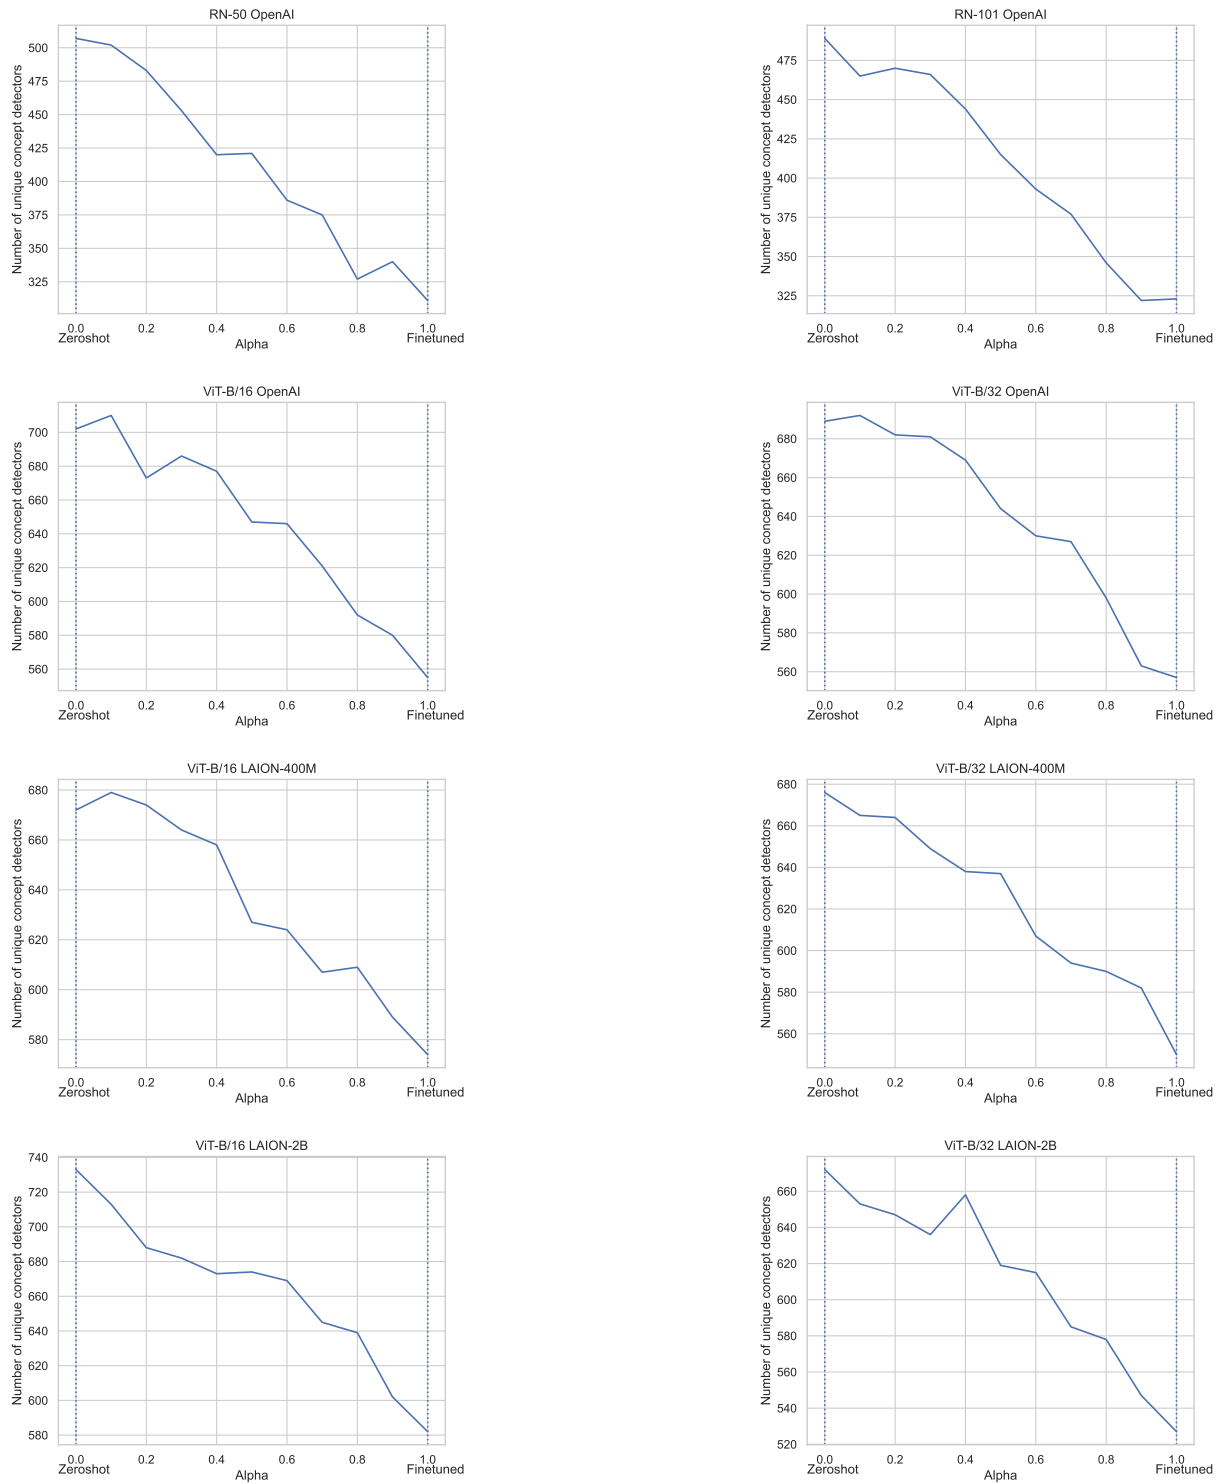 RN-50 OpenAI
Number of unique concept detectors
500
475
450
425
400
375
350
325
0.0 0.2 0.4 0.6 0.8 1.0
Zeroshot Alpha Finetuned
RN-101 OpenAI
Number of unique concept detectors
475
450
425
400
375
350
325
0.0 0.2 0.4 0.6 0.8 1.0
Zeroshot Alpha Finetuned
ViT-B/16 OpenAI
Number of unique concept detectors
700
680
660
640
620
600
580
560
0.0 0.2 0.4 0.6 0.8 1.0
Zeroshot Alpha Finetuned
ViT-B/32 OpenAI
Number of unique concept detectors
680
660
640
620
600
580
560
0.0 0.2 0.4 0.6 0.8 1.0
Zeroshot Alpha Finetuned
ViT-B/16 LAION-400M
Number of unique concept detectors
680
660
640
620
600
580
0.0 0.2 0.4 0.6 0.8 1.0
Zeroshot Alpha Finetuned
ViT-B/32 LAION-400M
Number of unique concept detectors
680
660
640
620
600
580
560
0.0 0.2 0.4 0.6 0.8 1.0
Zeroshot Alpha Finetuned
ViT-B/16 LAION-2B
Number of unique concept detectors
740
720
700
680
660
640
620
600
580
0.0 0.2 0.4 0.6 0.8 1.0
Zeroshot Alpha Finetuned
ViT-B/32 LAION-2B
Number of unique concept detectors
660
640
620
600
580
560
540
520
0.0 0.2 0.4 0.6 0.8 1.0
Zeroshot Alpha Finetuned